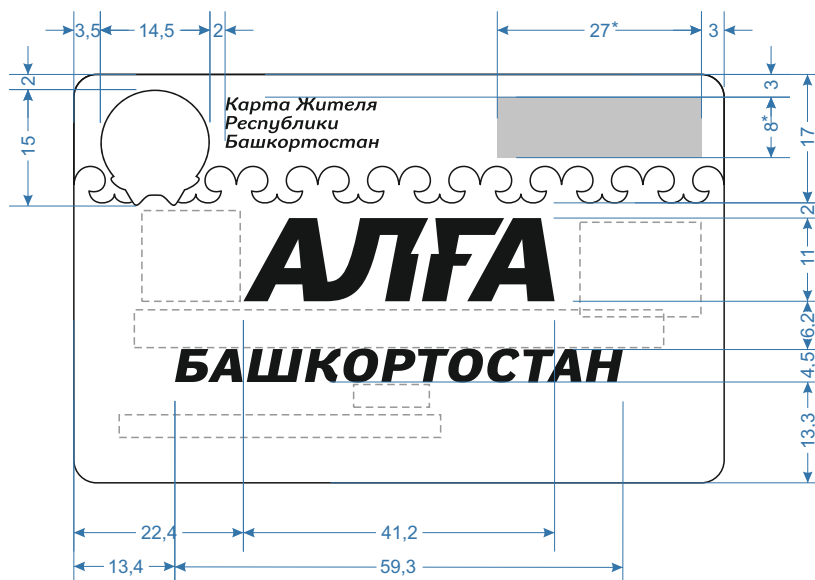 3,5 14,5 2 27* 3
2
3
Карта Жителя
Республики
Башкортостан
15
8*
17
2
АЛҒА
11
6,2
БАШКОРТОСТАН
4,5
13,3
22,4 41,2
13,4 59,3